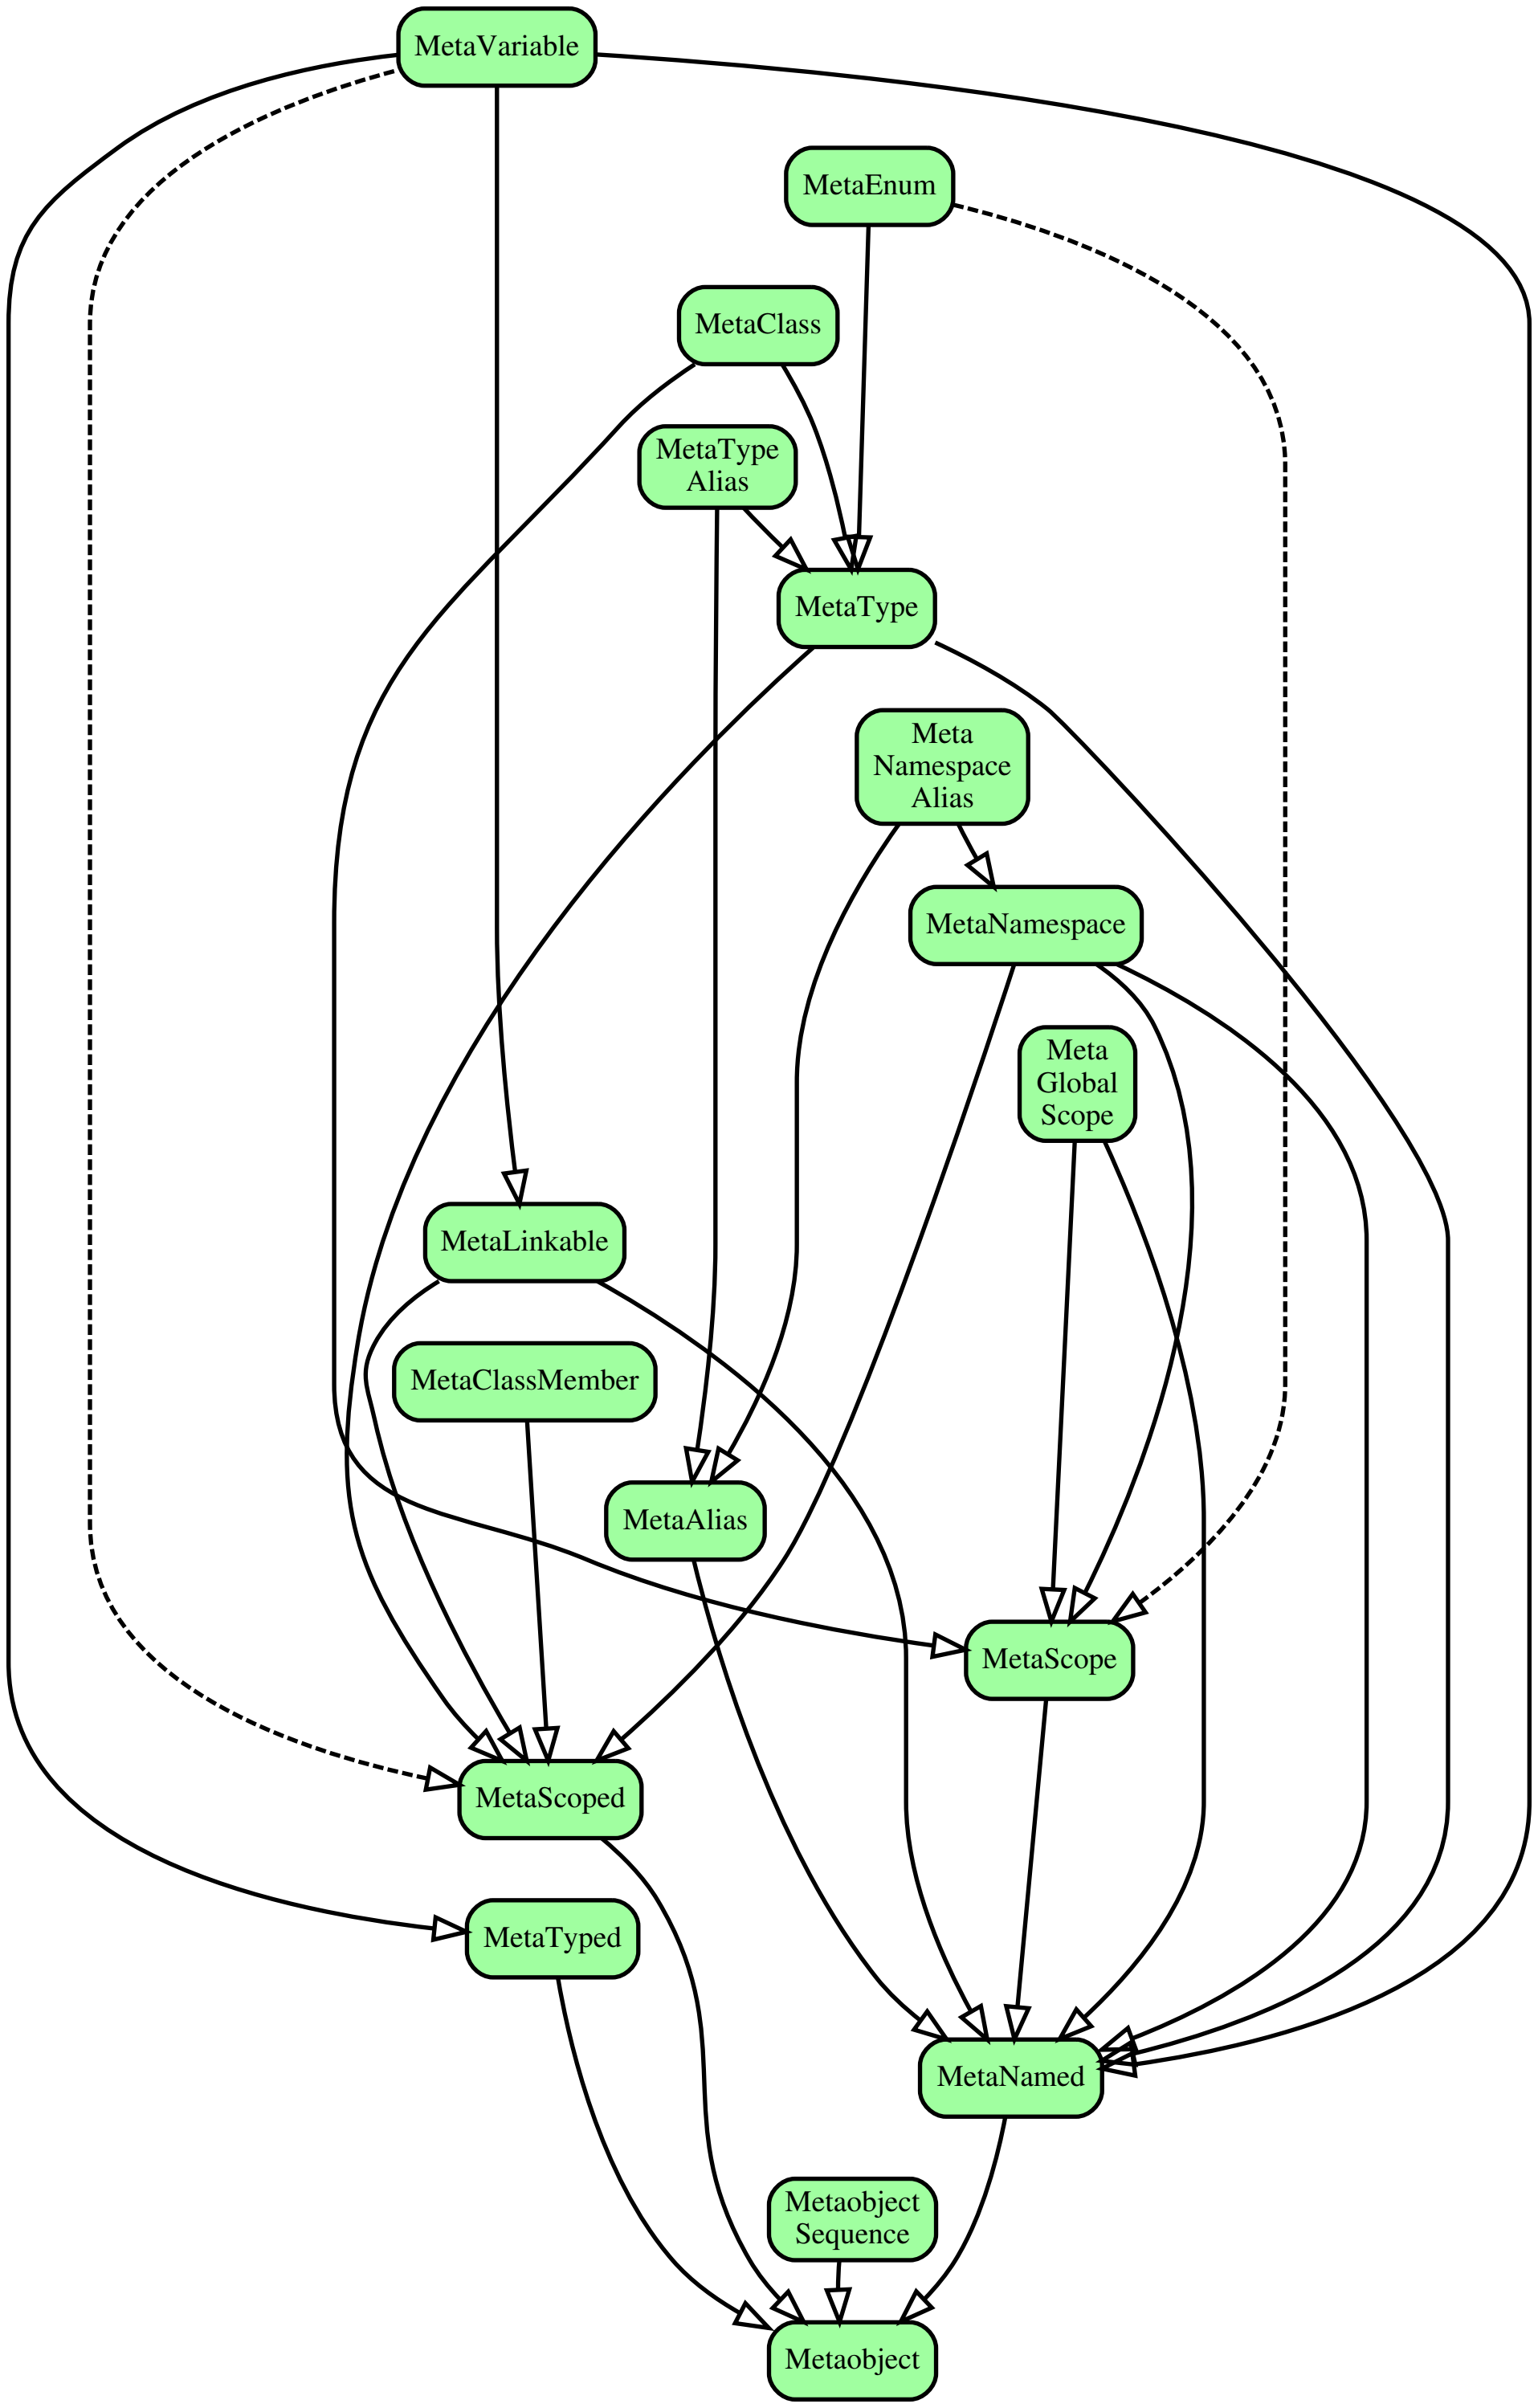 MetaVariable
MetaEnum
MetaClass
MetaType
Alias
MetaType
Meta
Namespace
Alias
MetaNamespace
Meta
Global
Scope
MetaLinkable
MetaClassMember
MetaAlias
MetaScope
MetaScoped
MetaTyped
MetaNamed
Metaobject
Sequence
Metaobject